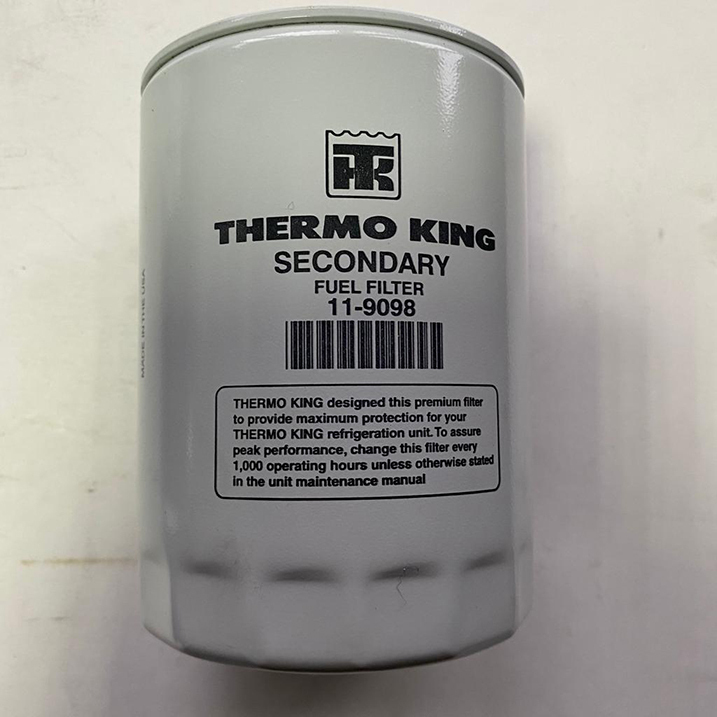 TK
THERMO KING
SECONDARY
FUEL FILTER
11-9098
THERMO KING designed this premium filter
to provide maximum protection for your
THERMO KING refrigeration unit. To assure
peak performance, change this filter every
1,000 operating hours unless otherwise stated
in the unit maintenance manual
MADE IN THE USA